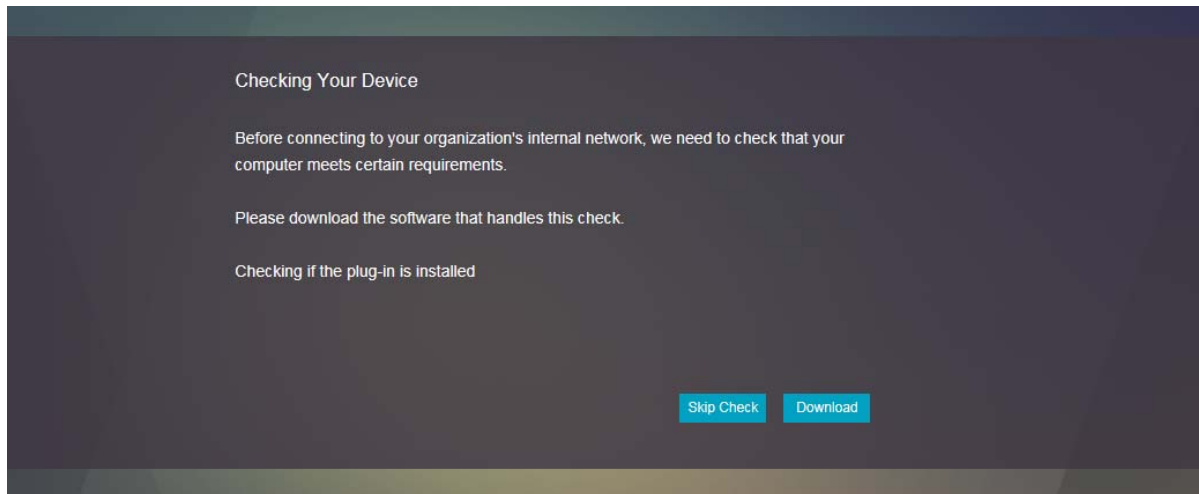 Checking Your Device
Before connecting to your organization's internal network, we need to check that your
computer meets certain requirements.
Please download the software that handles this check.
Checking if the plug-in is installed
Skip Check
Download